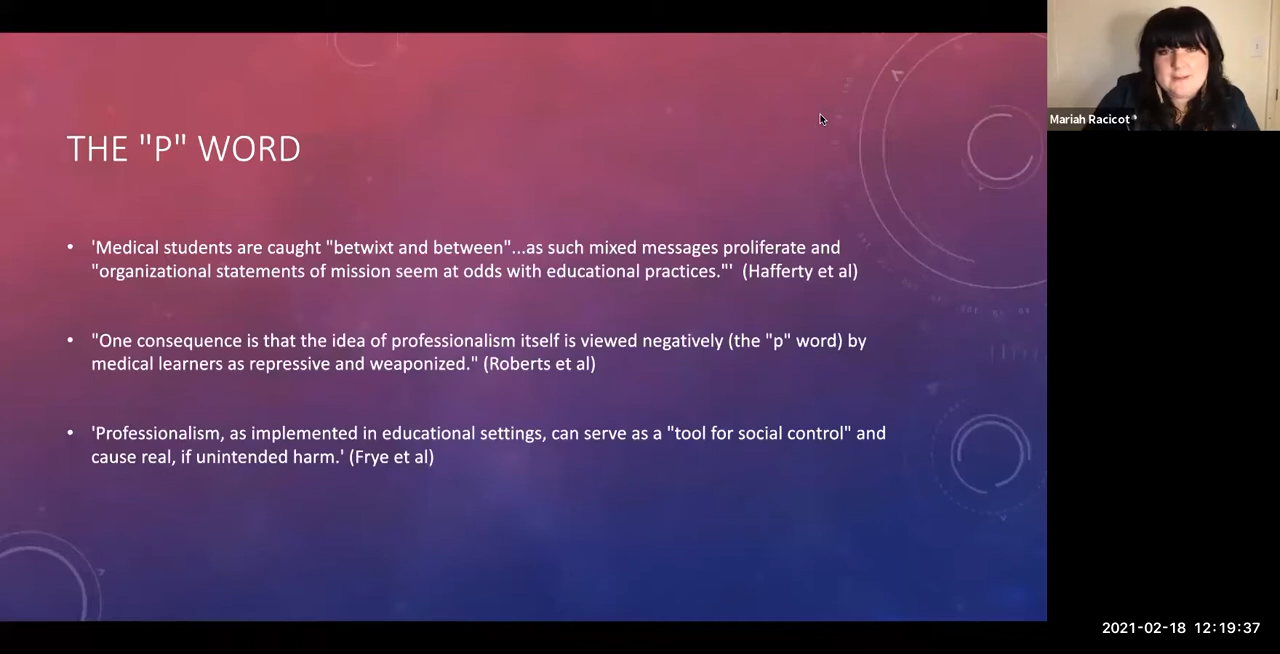 THE "P" WORD
• 'Medical students are caught "betwixt and between"...as such mixed messages proliferate and
"organizational statements of mission seem at odds with educational practices."' (Hafferty et al)
• "One consequence is that the idea of professionalism itself is viewed negatively (the "p" word) by
medical learners as repressive and weaponized." (Roberts et al)
• 'Professionalism, as implemented in educational settings, can serve as a "tool for social control" and
cause real, if unintended harm.' (Frye et al)
Mariah Racicot
2021-02-18 12:19:37